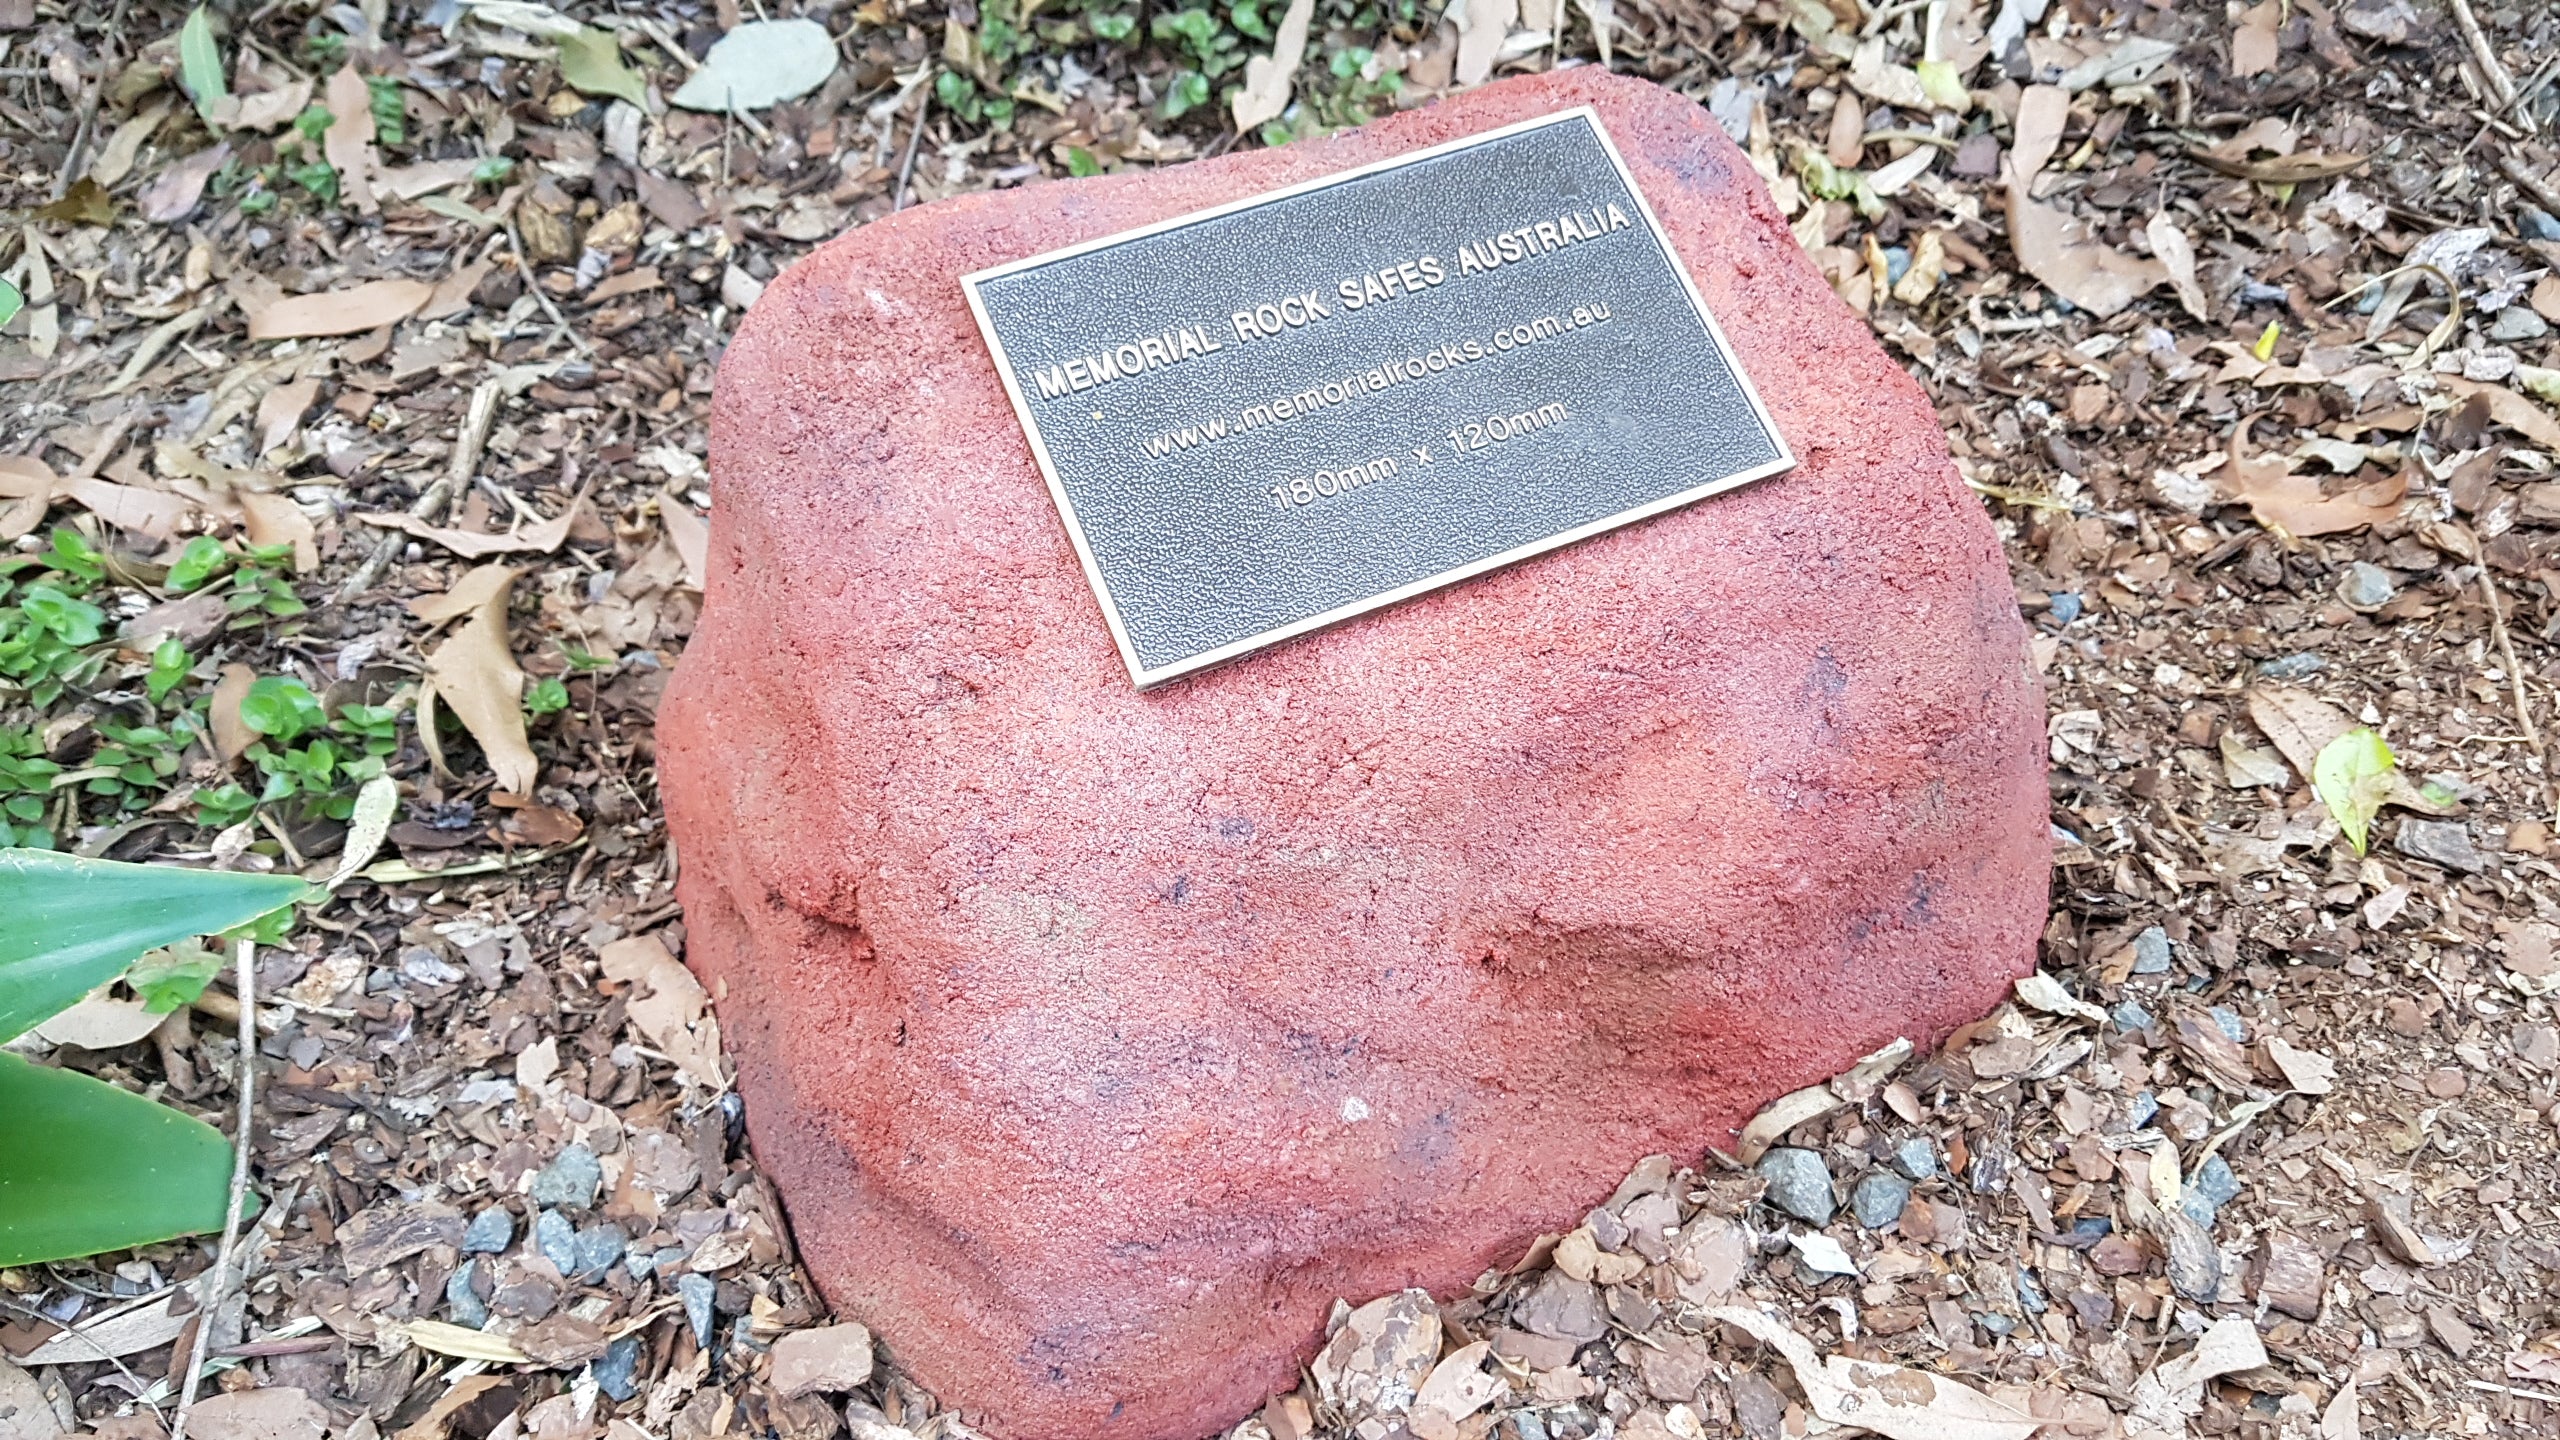 MEMORIAL ROCK SAFES AUSTRALIA
www.memorialrocks.com.au
180mm x 120mm